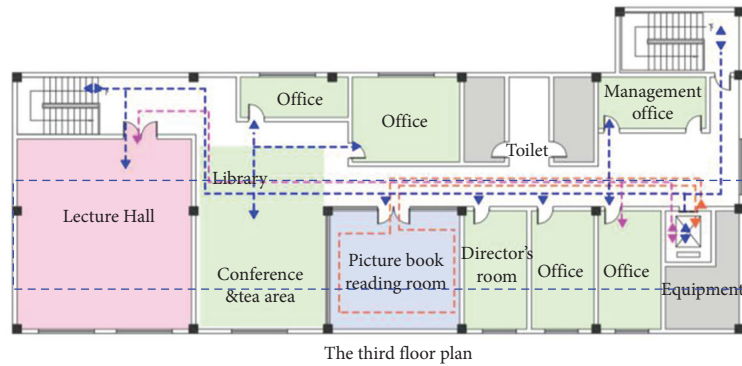 Office
Office
Management
office
Toilet
Library
Lecture Hall
Conference
&tea area
Picture book
reading room
Director's
room
Office
Office
Equipment
The third floor plan